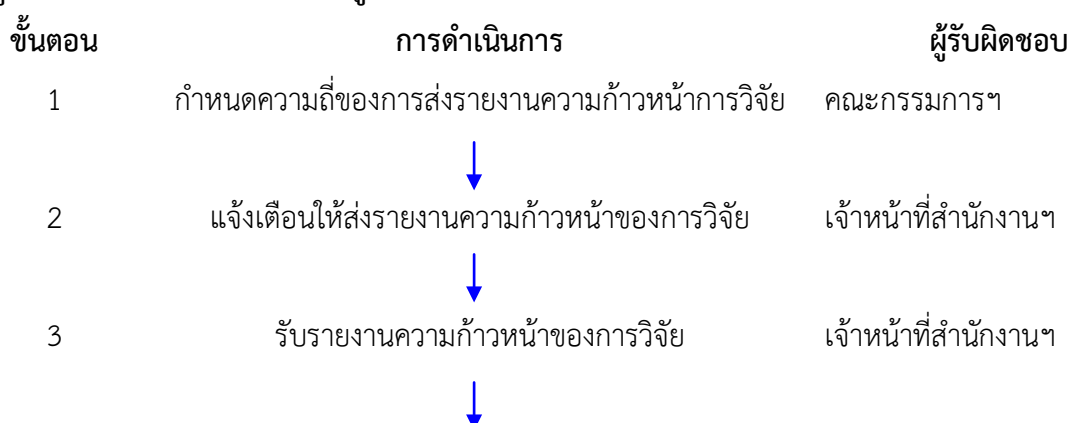 ขั้นตอน การดำเนินการ ผู้รับผิดชอบ
1 กำหนดความถี่ของการส่งรายงานความก้าวหน้าการวิจัย คณะกรรมการฯ
2 แจ้งเตือนให้ส่งรายงานความก้าวหน้าของการวิจัย เจ้าหน้าที่สำนักงานฯ
3 รับรายงานความก้าวหน้าของการวิจัย เจ้าหน้าที่สำนักงานฯ